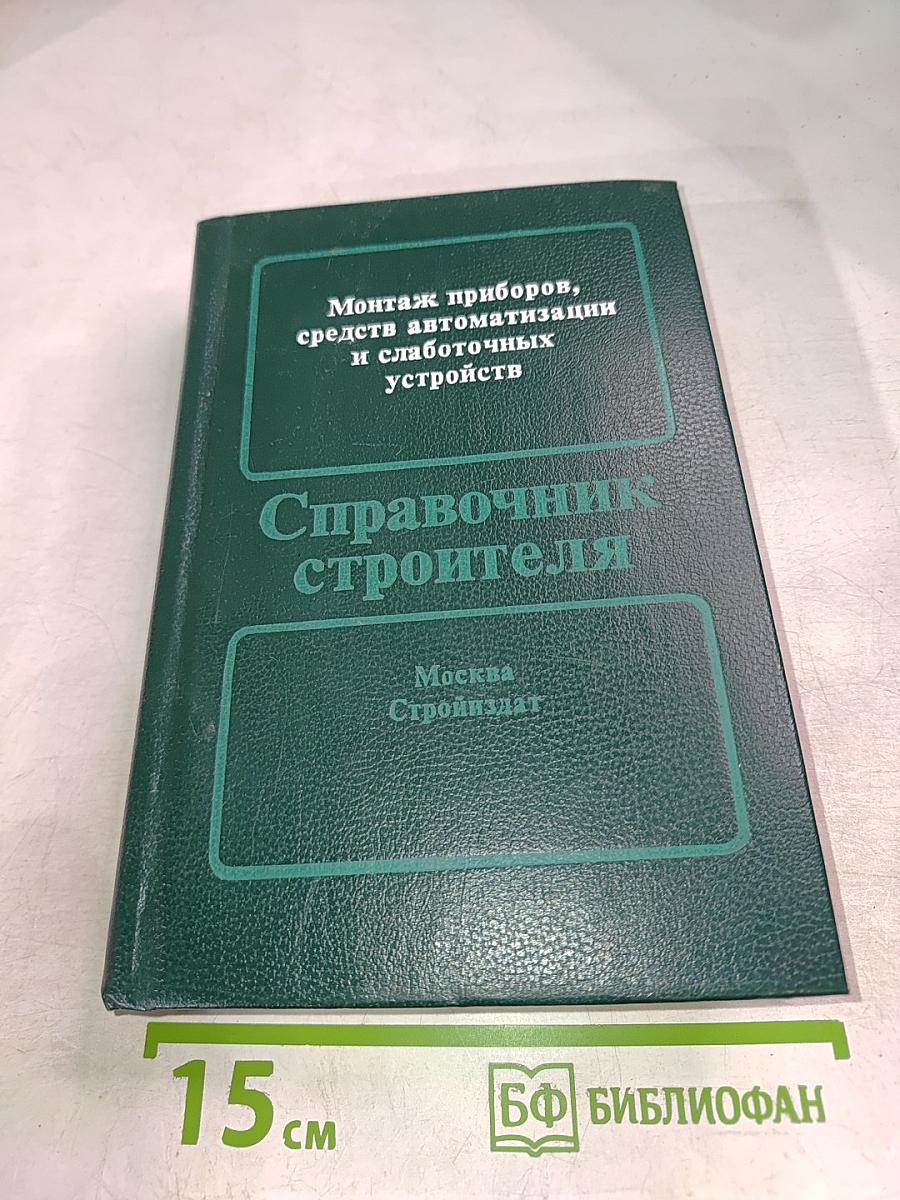 Монтаж приборов,
средств автоматизации
и слаботочных
устройств
Справочник
строителя
Москва
Стройиздат
15 см
БФ БИБЛИОФАН